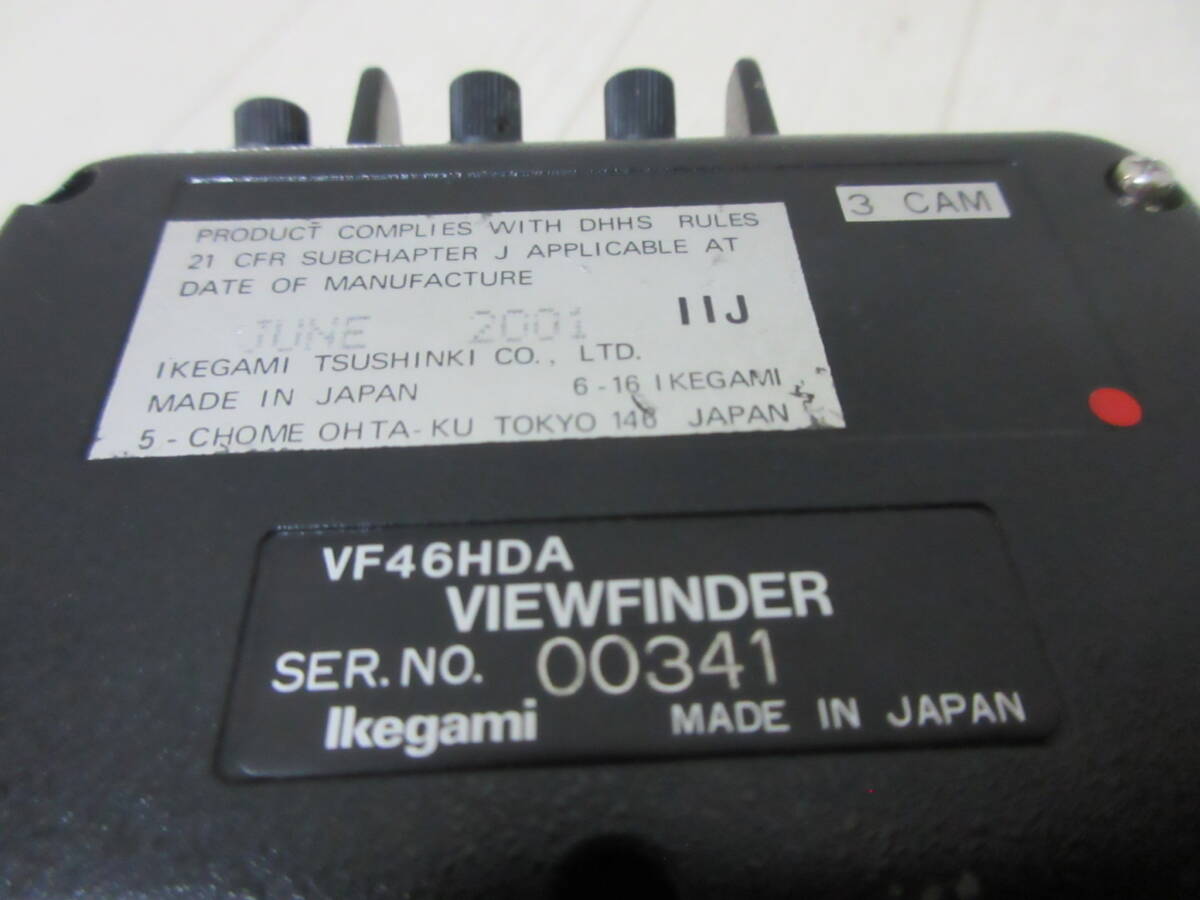 3 CAM
PRODUCT COMPLIES WITH DHHS RULES
21 CFR SUBCHAPTER J APPLICABLE AT
DATE OF MANUFACTURE
JUNE 2001 IIJ
IKEGAMI TSUSHINKI CO., LTD.
MADE IN JAPAN 6-16 IKEGAMI
5-CHOME OHTA-KU TOKYO 146 JAPAN
VF46HDA
VIEWFINDER
SER.NO. 00341
Ikegami MADE IN JAPAN